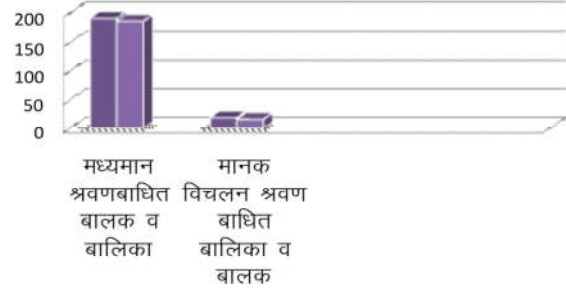 200
150
100
50
0
मध्यमान
श्रवणबाधित
बालक व
बालिका
मानक
विचलन श्रवण
बाधित
बालिका व
बालक